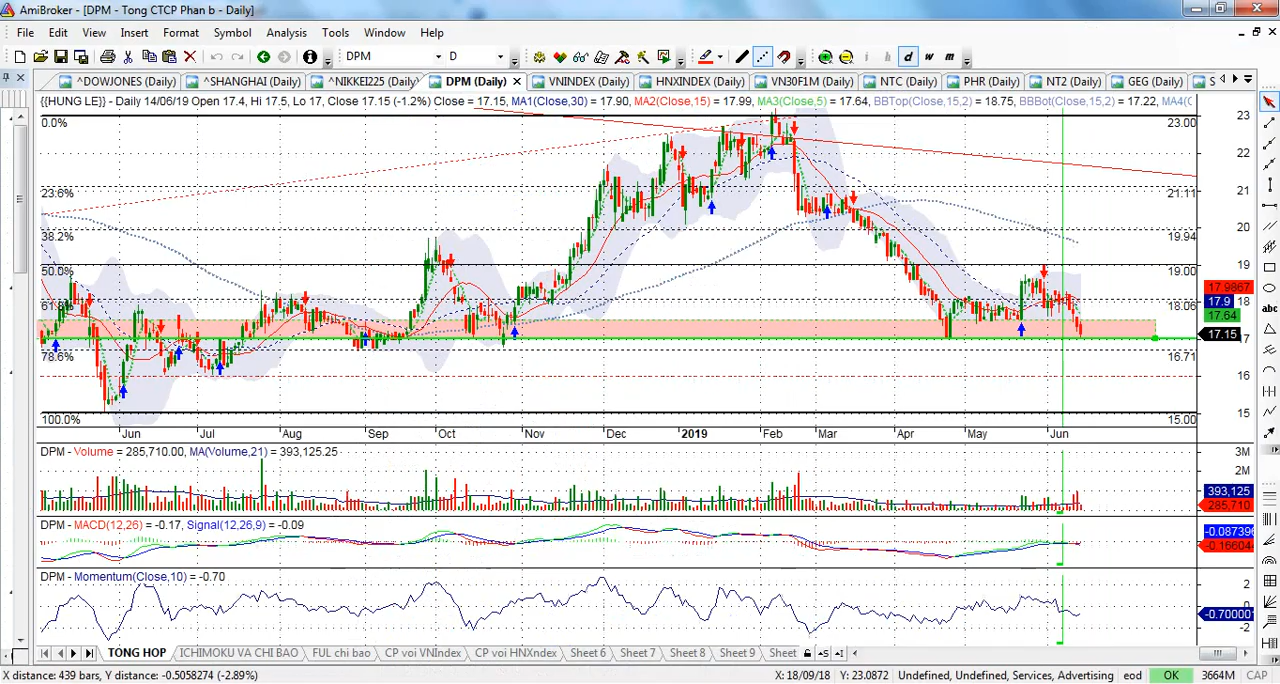 AmiBroker - [DPM - Tong CTCP Phan b - Daily]
File Edit View Insert Format Symbol Analysis Tools Window Help
DPM D i h d w m
^DOWJONES (Daily) ^SHANGHAI (Daily) ^NIKKEI225 (Daily) DPM (Daily) VNINDEX (Daily) HNXINDEX (Daily) VN30F1M (Daily) NTC (Daily) PHR (Daily) NT2 (Daily) GEG (Daily) S
{{HUNG LE}} - Daily 14/06/19 Open 17.4, Hi 17.5, Lo 17, Close 17.15 (-1.2%) Close = 17.15, MA1(Close,30) = 17.90, MA2(Close,15) = 17.99, MA3(Close,5) = 17.64, BBTop(Close,15,2) = 18.75, BBBot(Close,15,2) = 17.22, MA4(C
0.0% 23.00 23
22
23.6% 21.11 21
abc
38.2% 19.94 20
50.0% 19.00 19
17.9867
61.8% 18.06 18 17.9
17.64
17.15 17
78.6% 16.71
16
100.0% 15.00 15
Jun Jul Aug Sep Oct Nov Dec 2019 Feb Mar Apr May Jun
DPM - Volume = 285,710.00, MA(Volume,21) = 393,125.25
3M
2M
393,125
285,710
DPM - MACD(12,26) = -0.17, Signal(12,26,9) = -0.09
-0.087396
-0.16604
DPM - Momentum(Close,10) = -0.70
2
0
-0.70000
-2
TONG HOP ICHIMOKU VA CHI BAO FUL chi bao CP voi VNIndex CP voi HNXndex Sheet 6 Sheet 7 Sheet 8 Sheet 9 Sheet
X distance: 439 bars, Y distance: -0.5058274 (-2.89%) X: 18/09/18 Y: 23.0872 Undefined, Undefined, Services, Advertising eod OK 3664M CAP